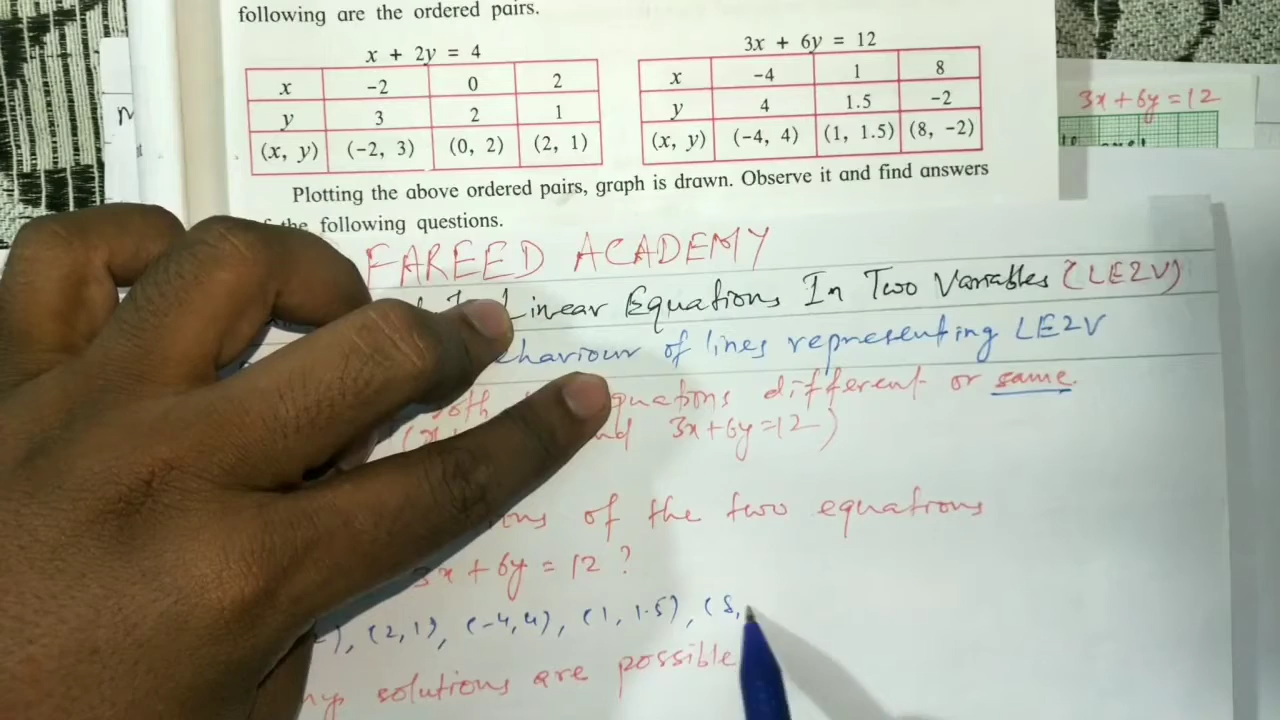 following are the ordered pairs.
x + 2y = 4
x -2 0 2
y 3 2 1
(x, y) (-2, 3) (0, 2) (2, 1)
3x + 6y = 12
x -4 1 8
y 4 1.5 -2
(x, y) (-4, 4) (1, 1.5) (8, -2)
3x + 6y = 12
Plotting the above ordered pairs, graph is drawn. Observe it and find answers
the following questions.
FAREED ACADEMY
Linear Equations In Two Variables (LE2V)
ehaviour of lines representing LE2V
quations different or same.
3x+6y=12)
ons of the two equations
3x + 6y = 12 ?
), (2,1), (-4,4), (1, 1.5), (8,
solutions are possible